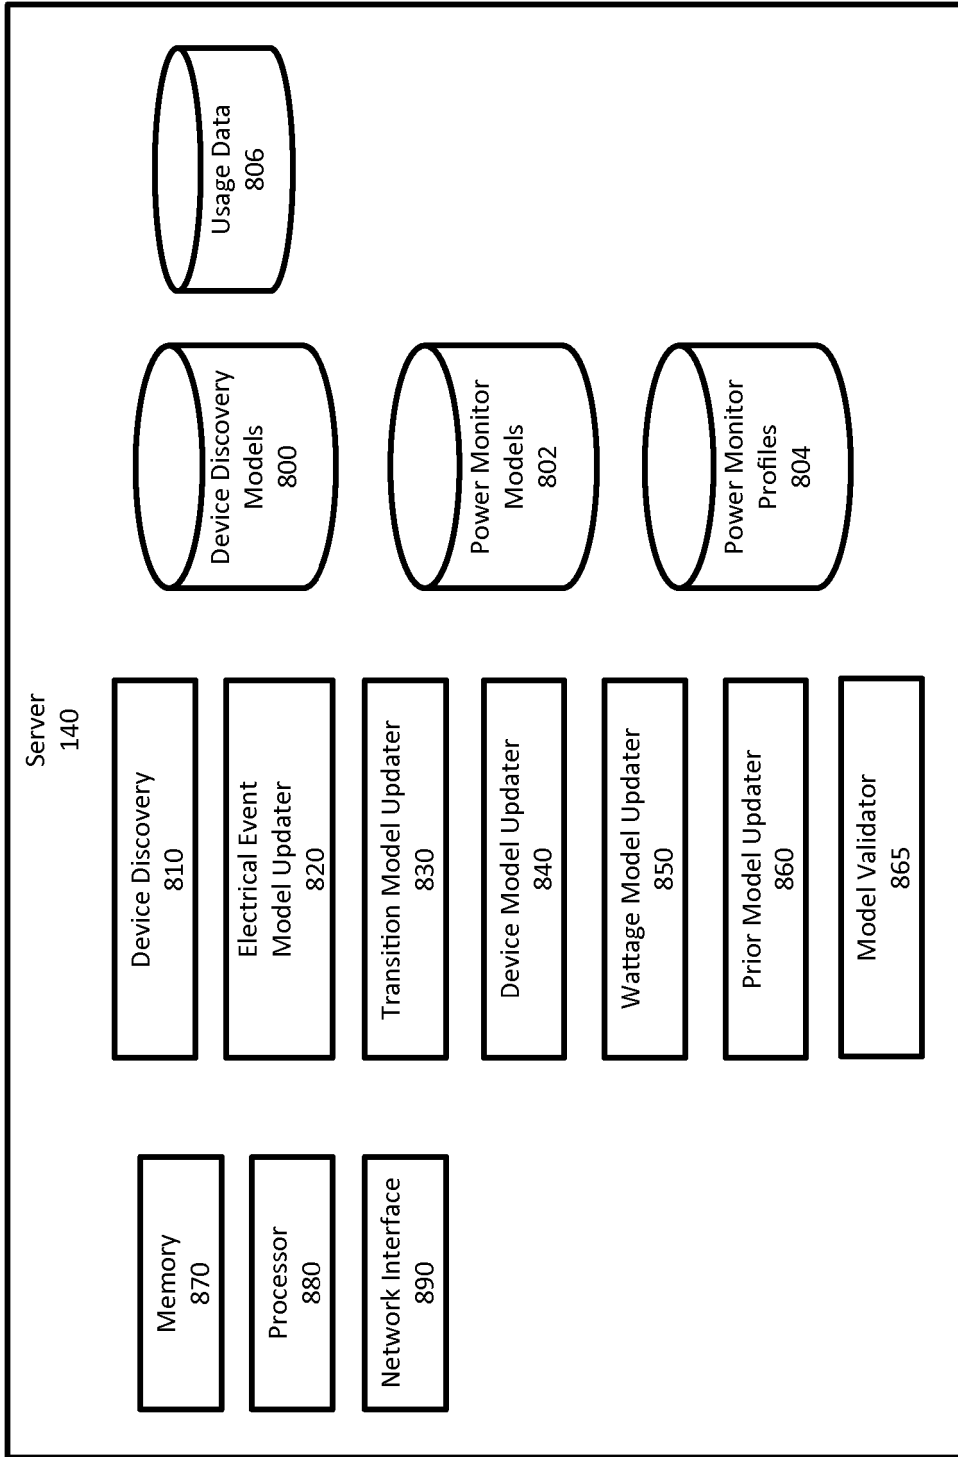 Server
140
Memory
870
Processor
880
Network Interface
890
Device Discovery
810
Electrical Event
Model Updater
820
Transition Model Updater
830
Device Model Updater
840
Wattage Model Updater
850
Prior Model Updater
860
Model Validator
865
Device Discovery
Models
800
Power Monitor
Models
802
Power Monitor
Profiles
804
Usage Data
806